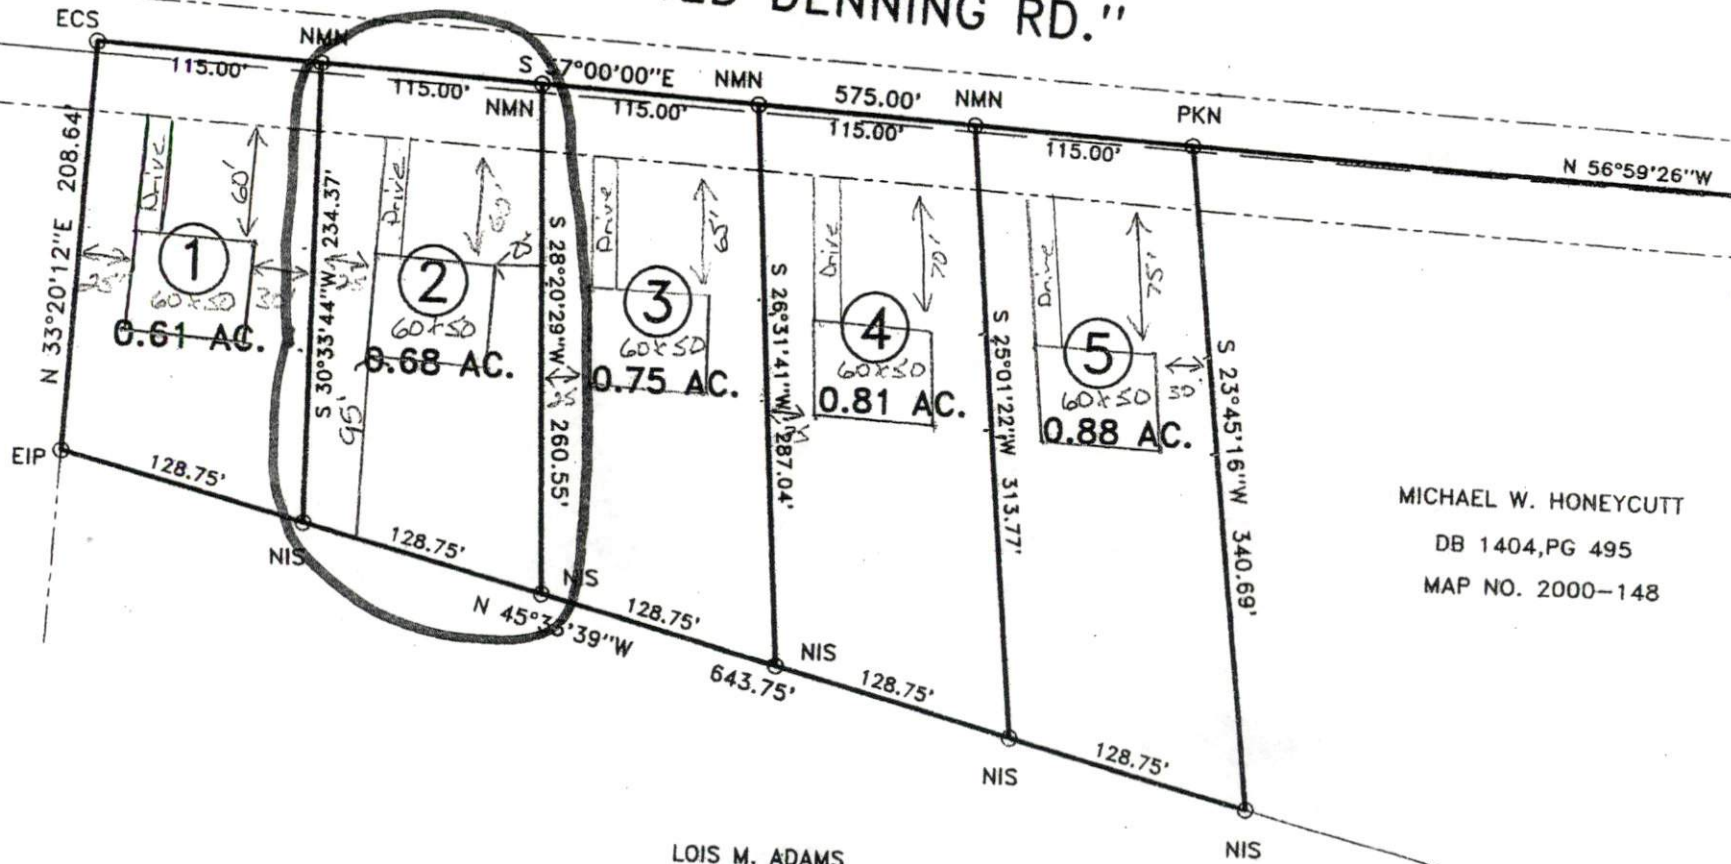 DENNING RD."
ECS
NMN
S 57°00'00"E
NMN
575.00'
NMN
PKN
115.00'
115.00'
NMN
115.00'
115.00'
115.00'
N 56°59'26"W
N 33°20'12"E 208.64'
Drive
60'
1
25'
60x50
30'
0.61 AC.
S 30°33'44"W 234.37'
Drive
60'
2
60x50
0.68 AC.
95'
S 28°20'29"W 260.55'
Drive
65'
3
25
60x50
0.75 AC.
S 26°31'41"W 287.04'
Drive
70'
4
60x50
0.81 AC.
S 25°01'22"W 313.77'
Drive
75'
5
60x50
30'
0.88 AC.
S 23°45'16"W 340.69'
EIP
128.75'
NIS
128.75'
NIS
128.75'
NIS
128.75'
NIS
128.75'
NIS
N 45°35'39"W
643.75'
MICHAEL W. HONEYCUTT
DB 1404,PG 495
MAP NO. 2000-148
LOIS M. ADAMS